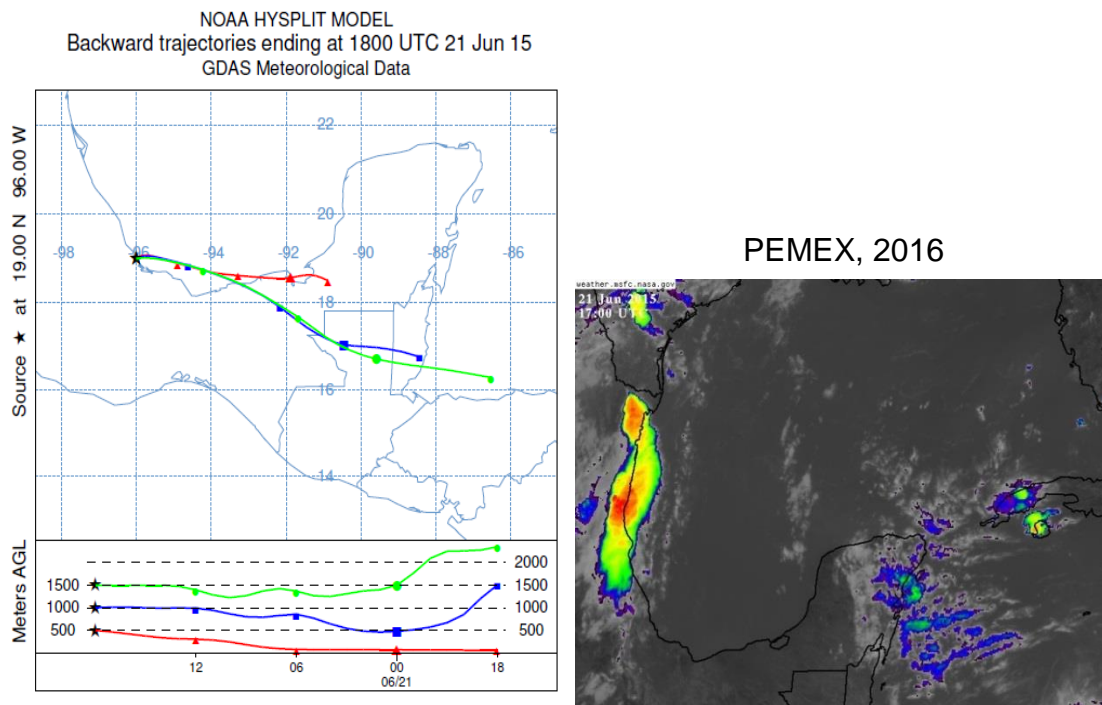 NOAA HYSPLIT MODEL
Backward trajectories ending at 1800 UTC 21 Jun 15
GDAS Meteorological Data
Source ★ at 19.00 N 96.00 W
22
20
-98 -96 -94 -92 -90 -88 -86
18
16
14
Meters AGL
2000
1500 1500
1000 1000
500 500
12 06 00 18
06/21
PEMEX, 2016
weather.msfc.nasa.gov
21 Jun 2015
17:00 UTC